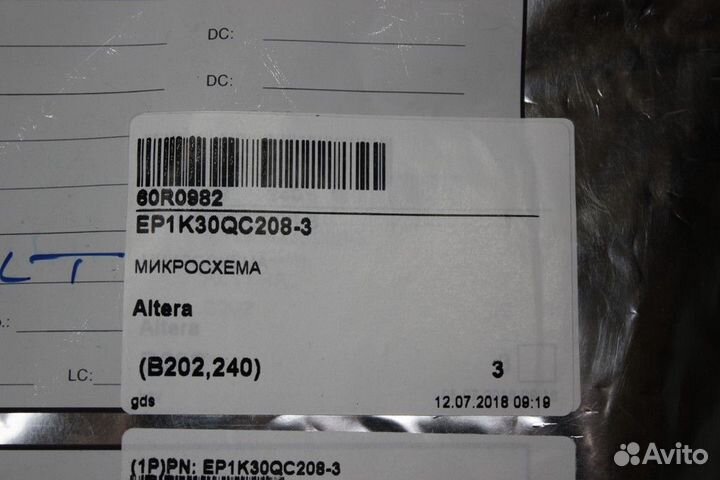 DC:
DC:
60R0982
EP1K30QC208-3
МИКРОСХЕМА
Altera
(B202,240)
3
LC:
gds
12.07.2018 09:19
(1P)PN: EP1K30QC208-3
Avito